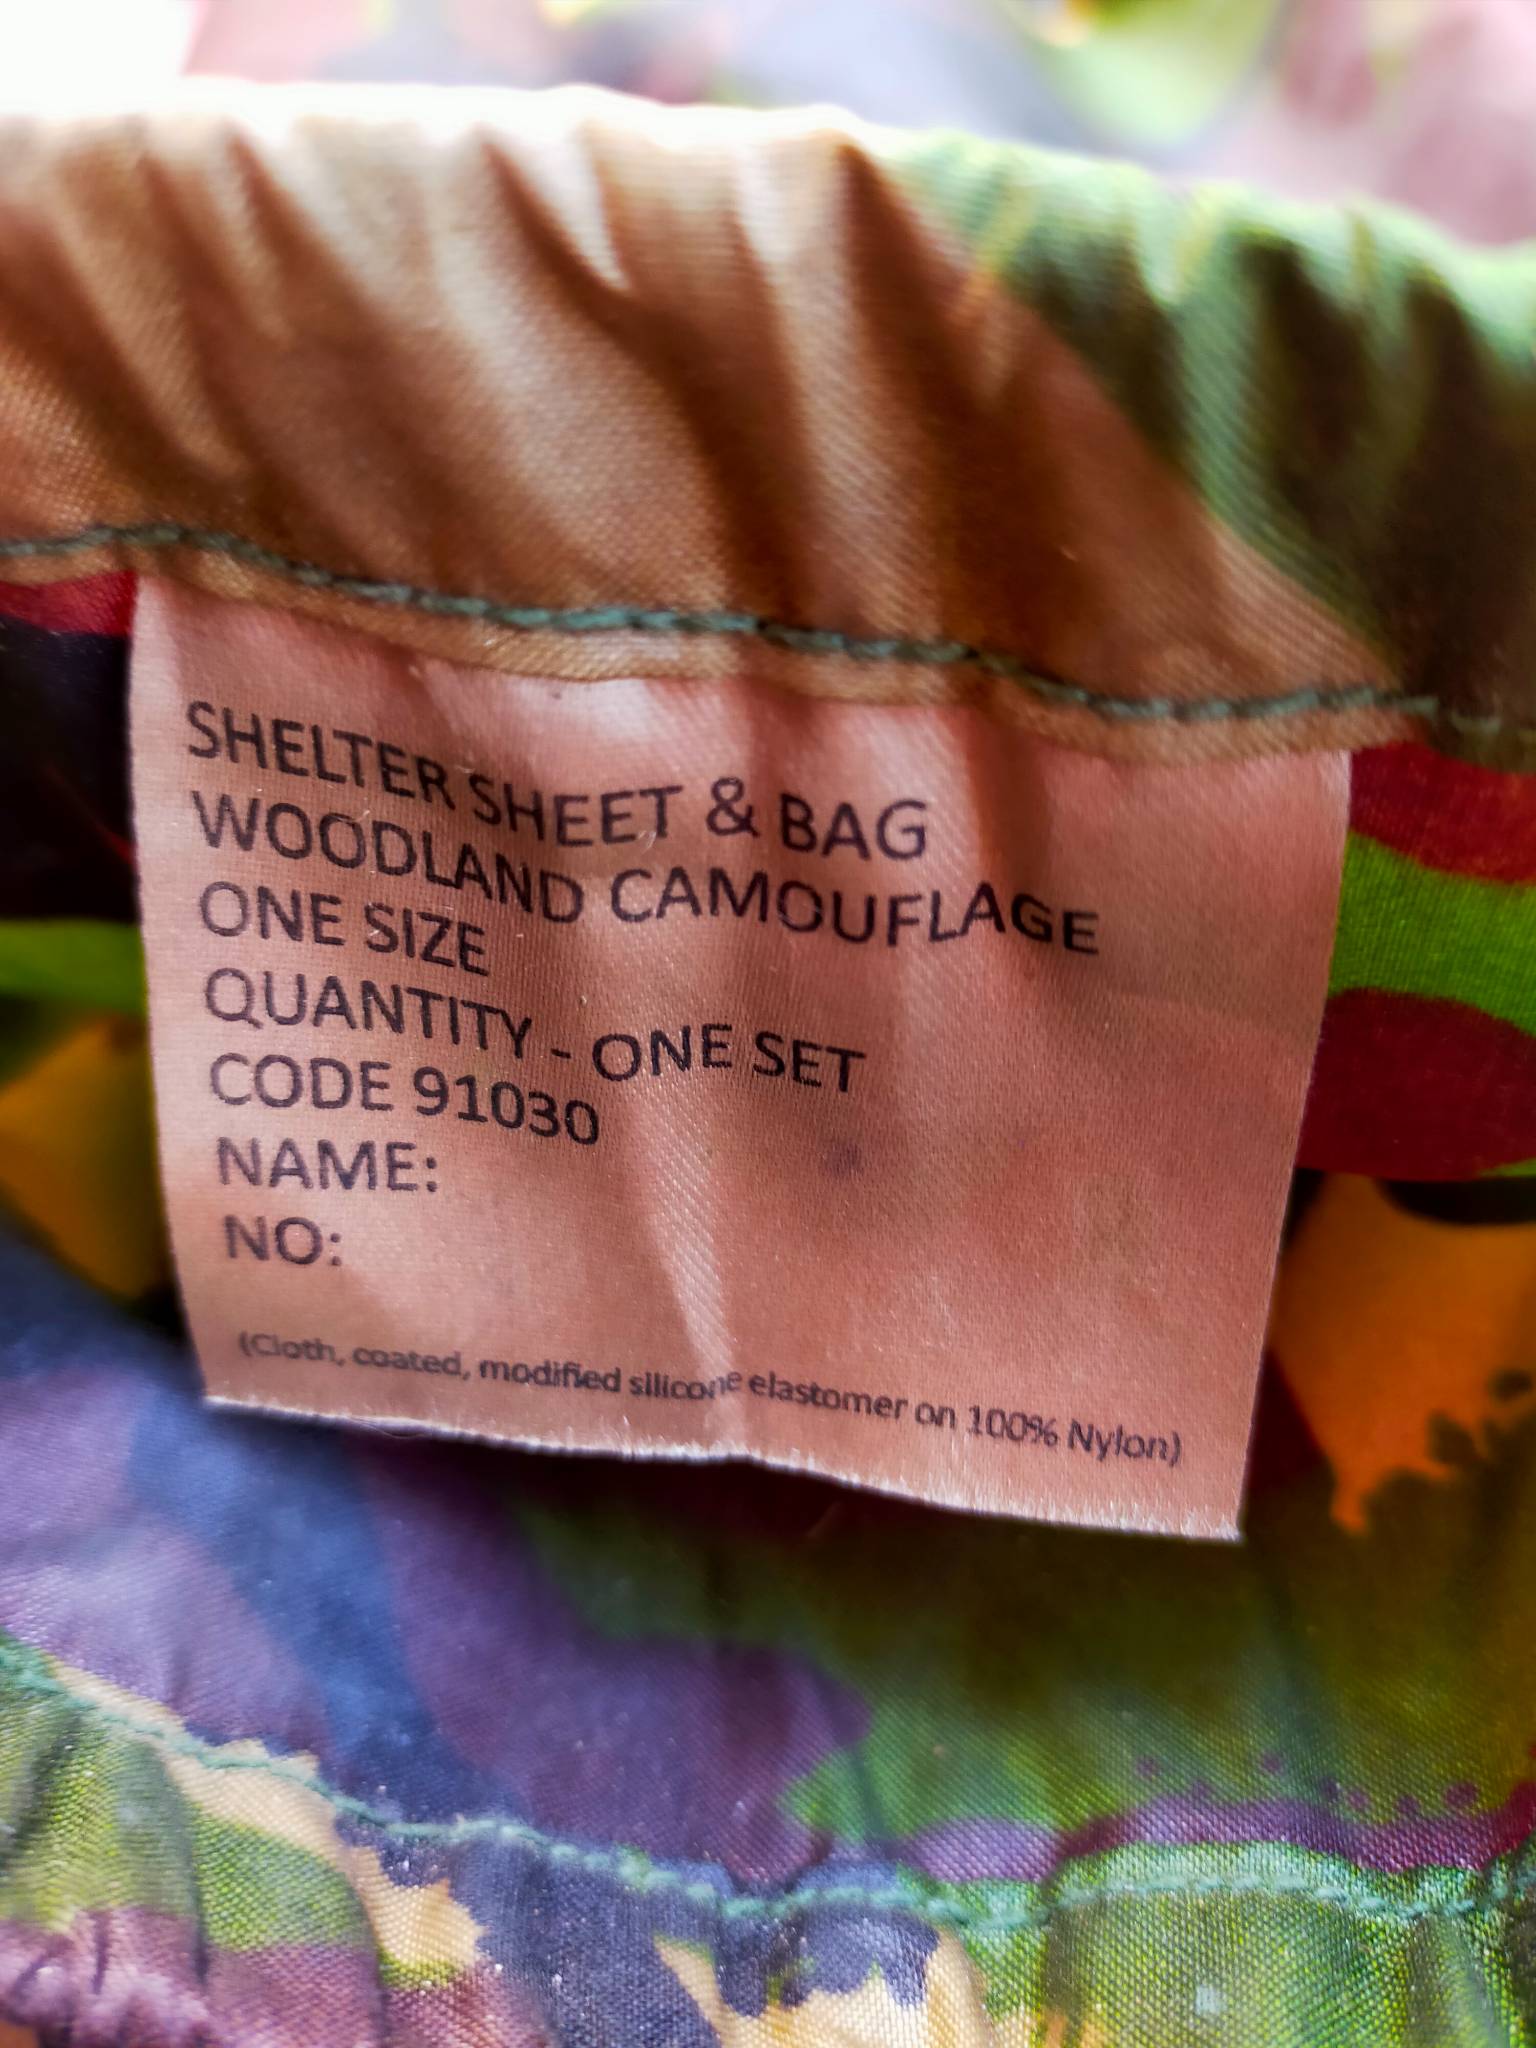 SHELTER SHEET & BAG
WOODLAND CAMOUFLAGE
ONE SIZE
QUANTITY - ONE SET
CODE 91030
NAME:
NO:
(Cloth, coated, modified silicone elastomer on 100% Nylon)